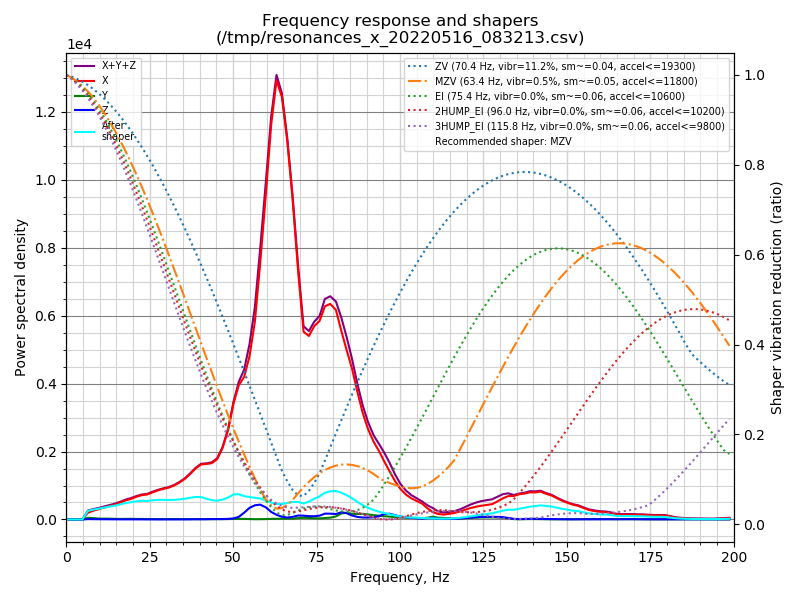 Frequency response and shapers
(/tmp/resonances_x_20220516_083213.csv)
1e4
X+Y+Z
X
Y
Z
After
shaper
ZV (70.4 Hz, vibr=11.2%, sm~=0.04, accel<=19300)
MZV (63.4 Hz, vibr=0.5%, sm~=0.05, accel<=11800)
EI (75.4 Hz, vibr=0.0%, sm~=0.06, accel<=10600)
2HUMP_EI (96.0 Hz, vibr=0.0%, sm~=0.06, accel<=10200)
3HUMP_EI (115.8 Hz, vibr=0.0%, sm~=0.06, accel<=9800)
Recommended shaper: MZV
Power spectral density
1.2
1.0
0.8
0.6
0.4
0.2
0.0
1.0
0.8
0.6
0.4
0.2
0.0
Shaper vibration reduction (ratio)
0
25
50
75
100
125
150
175
200
Frequency, Hz